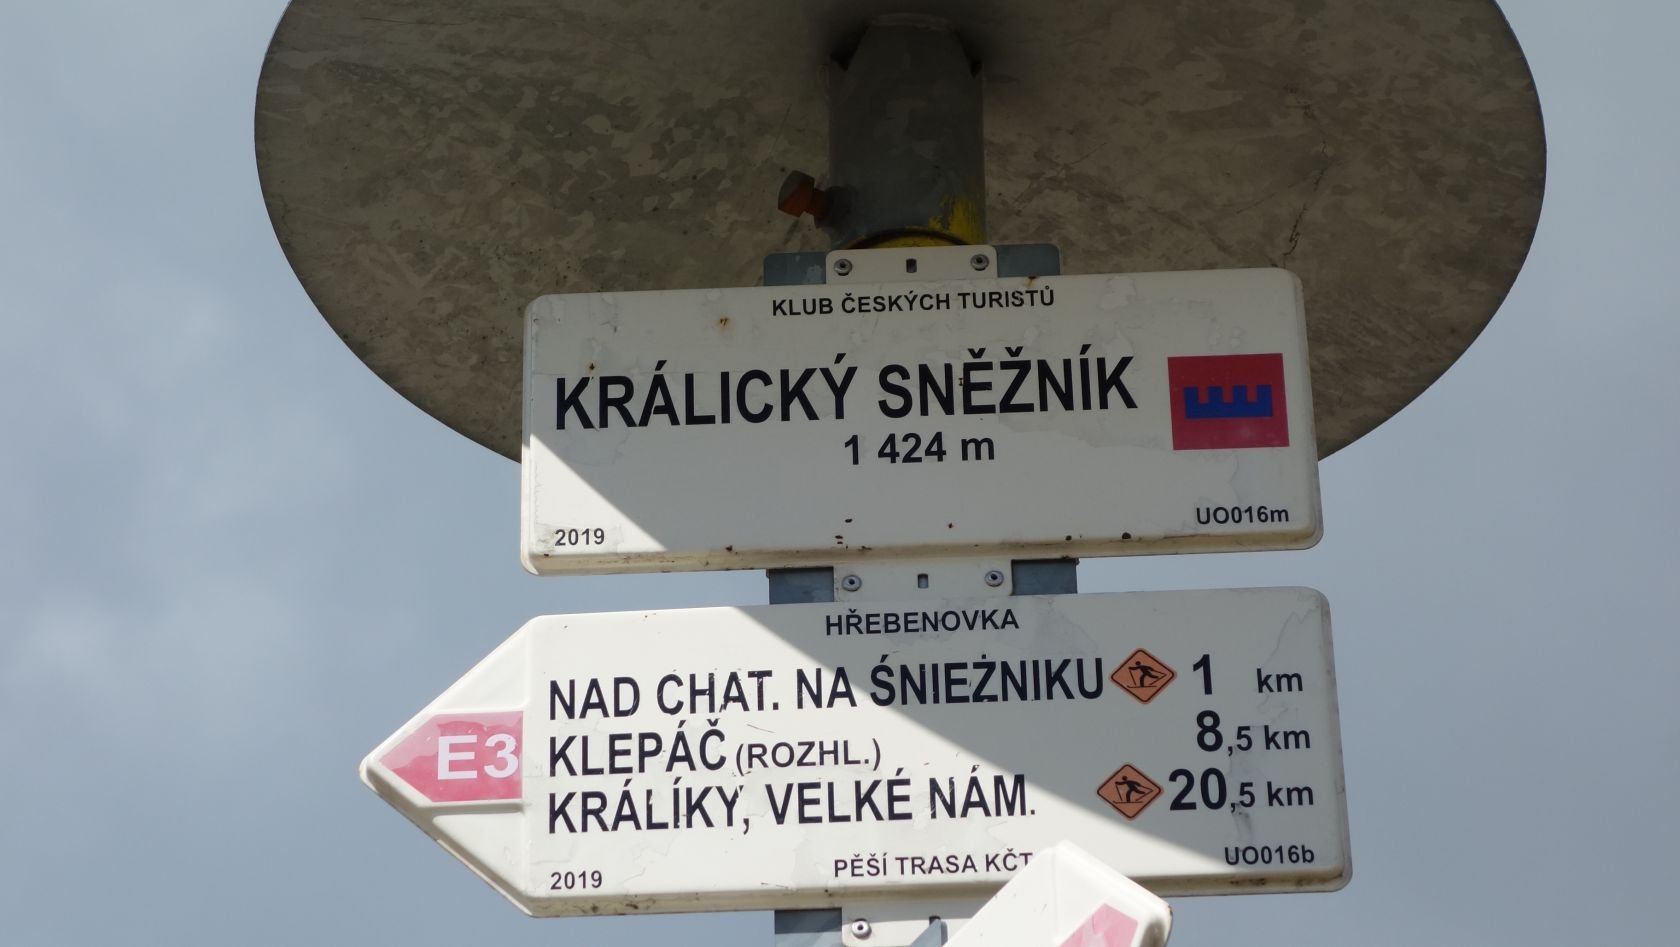 KLUB ČESKÝCH TURISTŮ
KRÁLICKÝ SNĚŽNÍK
1 424 m
2019 UO016m
HŘEBENOVKA
NAD CHAT. NA ŚNIEŻNIKU 1 km
E3 KLEPÁČ (ROZHL.) 8,5 km
KRÁLÍKY, VELKÉ NÁM. 20,5 km
2019 PĚŠÍ TRASA KČT UO016b